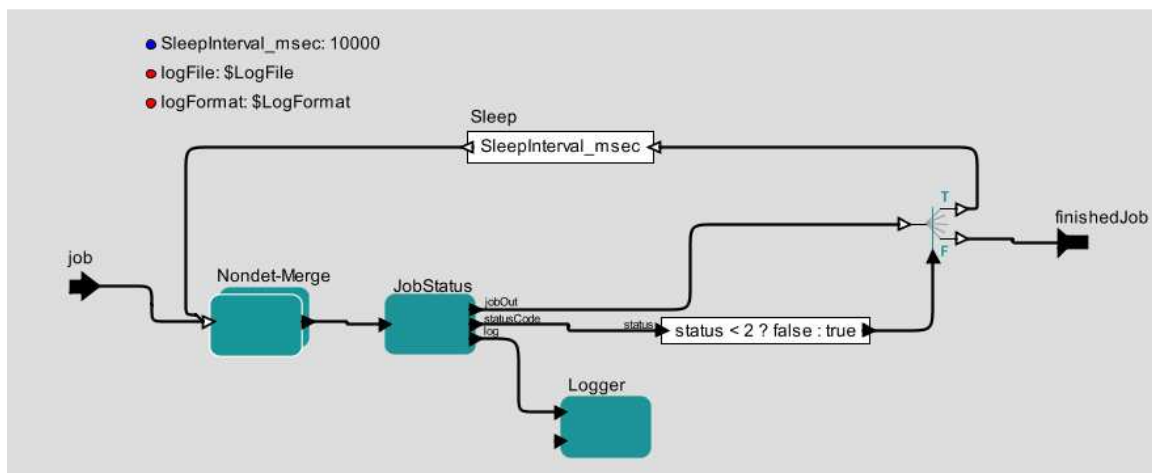 SleepInterval_msec: 10000
logFile: $LogFile
logFormat: $LogFormat
Sleep
SleepInterval_msec
T
finishedJob
F
job
Nondet-Merge
JobStatus
jobOut
statusCode
log
status
status < 2 ? false : true
Logger